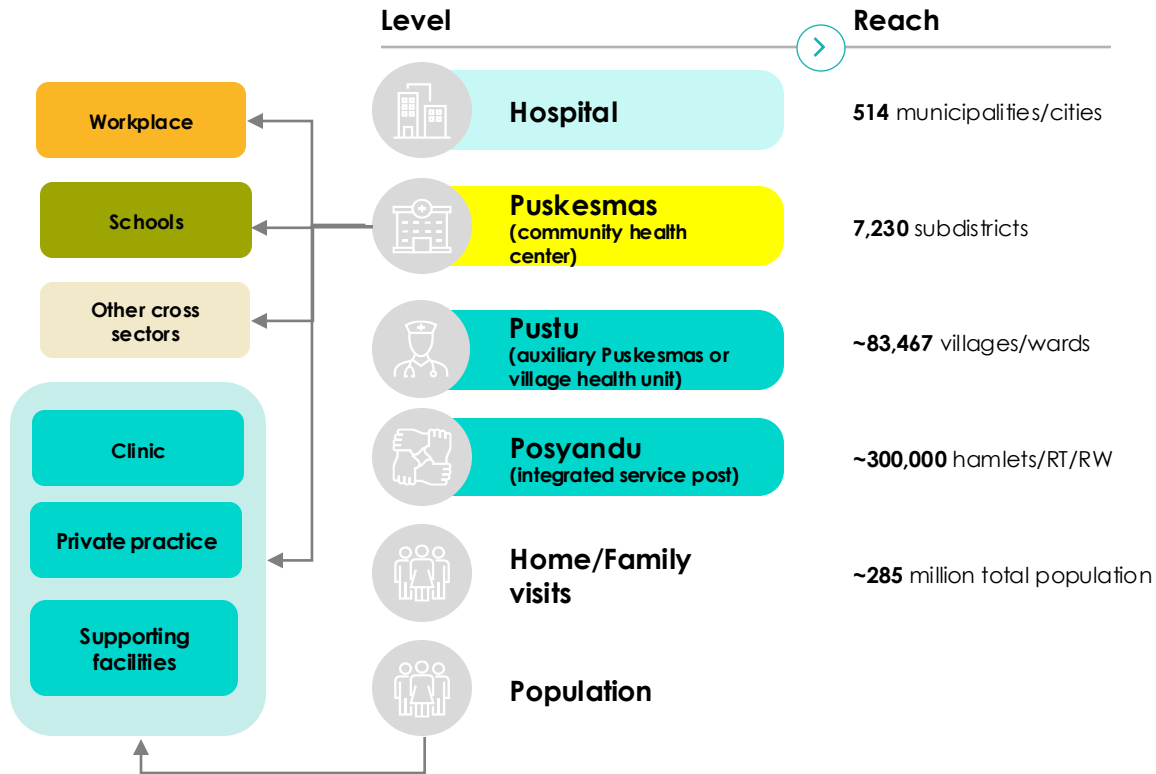 Level
Reach
Workplace
Schools
Other cross
sectors
Clinic
Private practice
Supporting
facilities
Hospital
514 municipalities/cities
Puskesmas
(community health
center)
7,230 subdistricts
Pustu
(auxiliary Puskesmas or
village health unit)
~83,467 villages/wards
Posyandu
(integrated service post)
~300,000 hamlets/RT/RW
Home/Family
visits
~285 million total population
Population